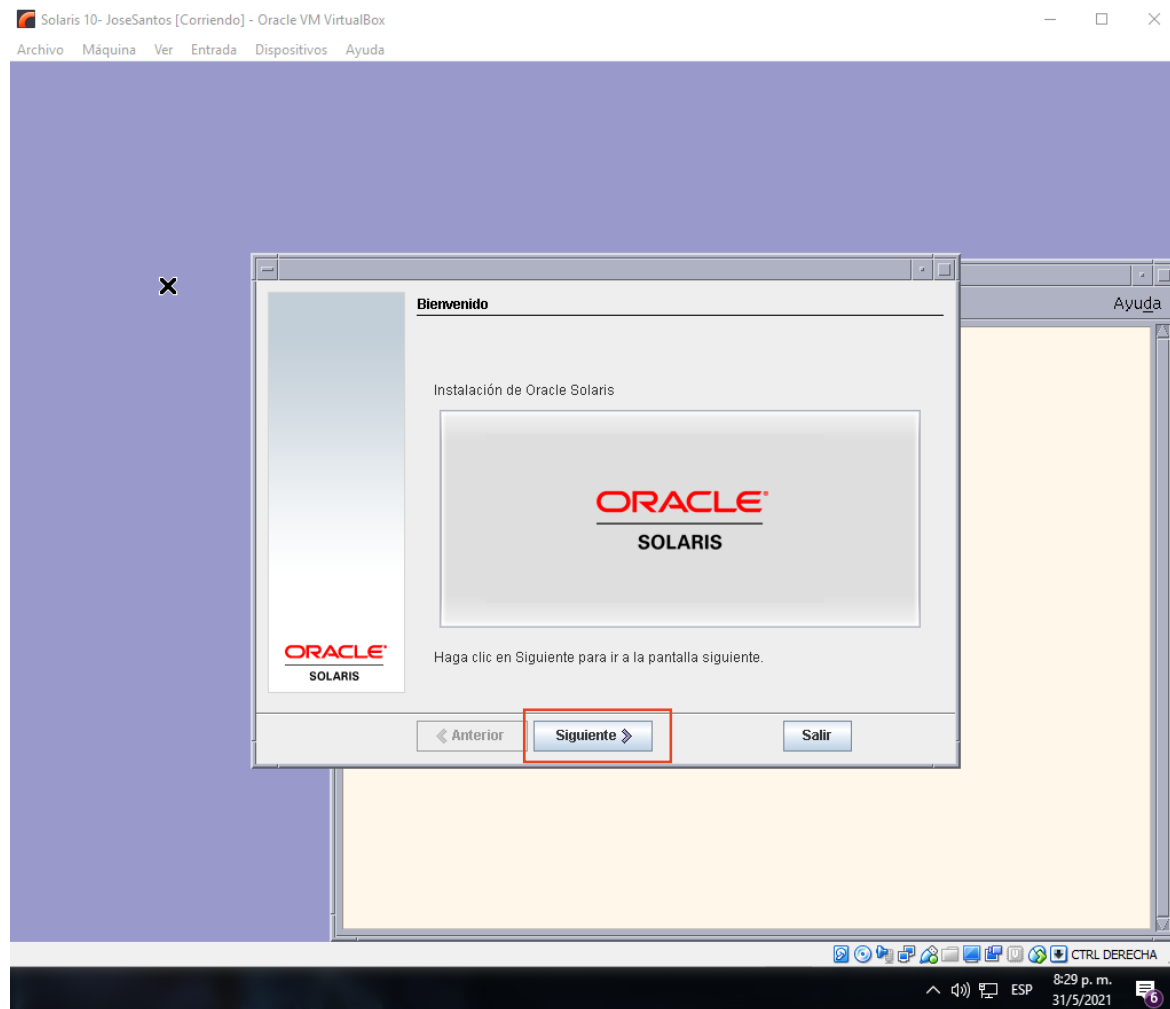 Solaris 10- JoseSantos [Corriendo] - Oracle VM VirtualBox
Archivo Máquina Ver Entrada Dispositivos Ayuda
Ayuda
Bienvenido
Instalación de Oracle Solaris
ORACLE
SOLARIS
ORACLE
SOLARIS
Haga clic en Siguiente para ir a la pantalla siguiente.
Anterior Siguiente Salir
CTRL DERECHA
ESP
8:29 p. m.
31/5/2021
6